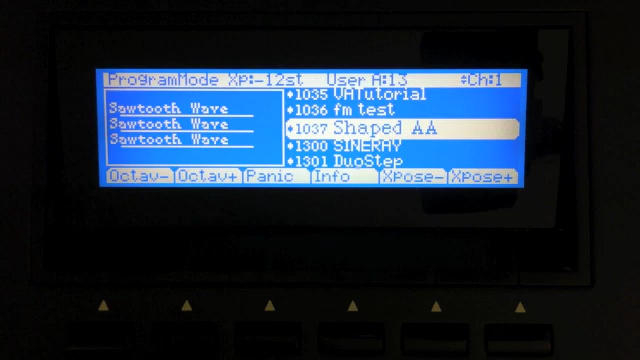 ProgramMode Xp:-12st User A:13 Ch:1
Sawtooth Wave
Sawtooth Wave
Sawtooth Wave
1035 VATutorial
1036 fm test
1037 Shaped AA
1300 SINERAY
1301 DuoStep
Octav- Octav+ Panic Info Xpose- Xpose+